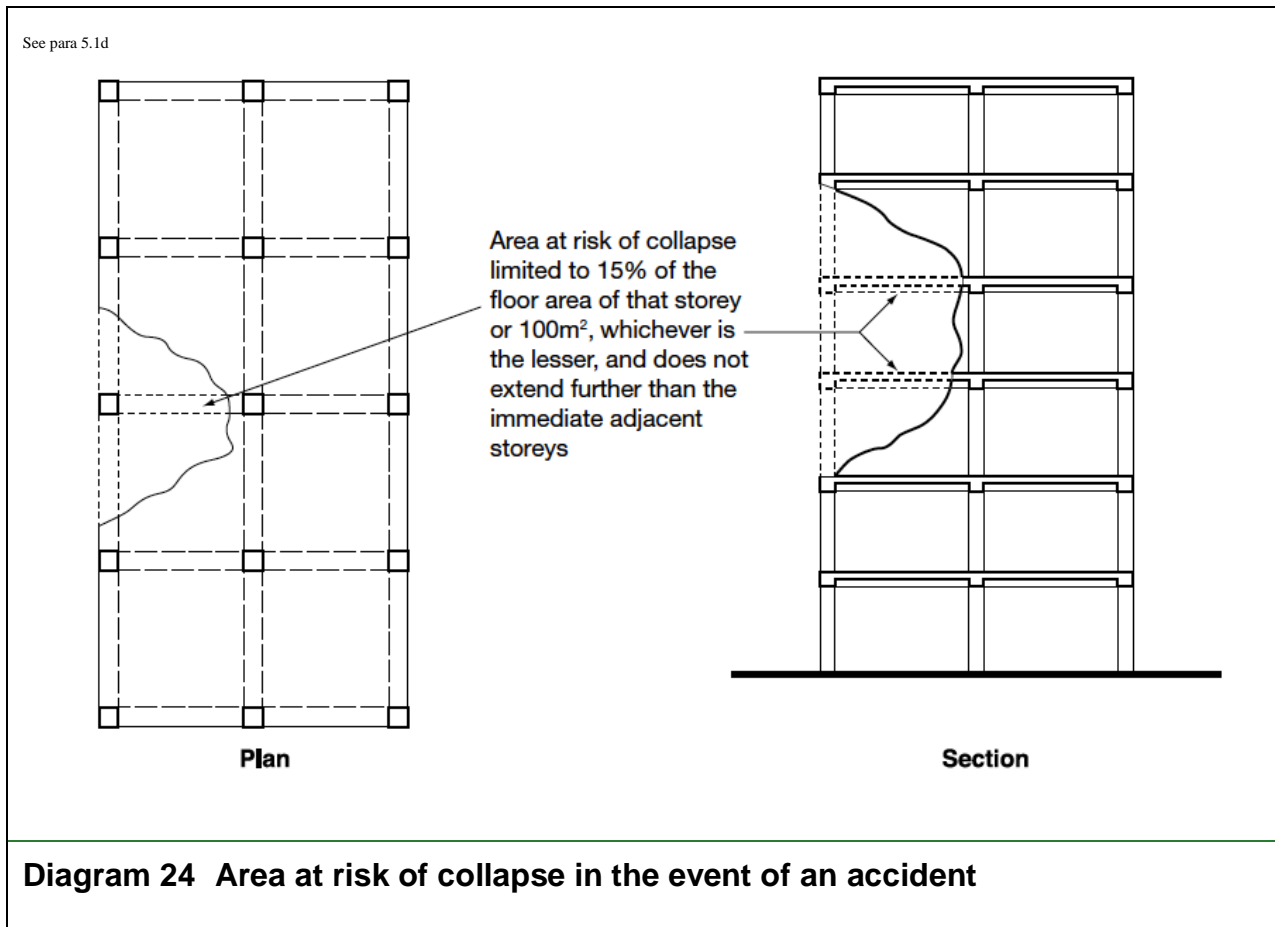 See para 5.1d
Area at risk of collapse
limited to 15% of the
floor area of that storey
or 100m², whichever is
the lesser, and does not
extend further than the
immediate adjacent
storeys
Plan
Section
Diagram 24 Area at risk of collapse in the event of an accident